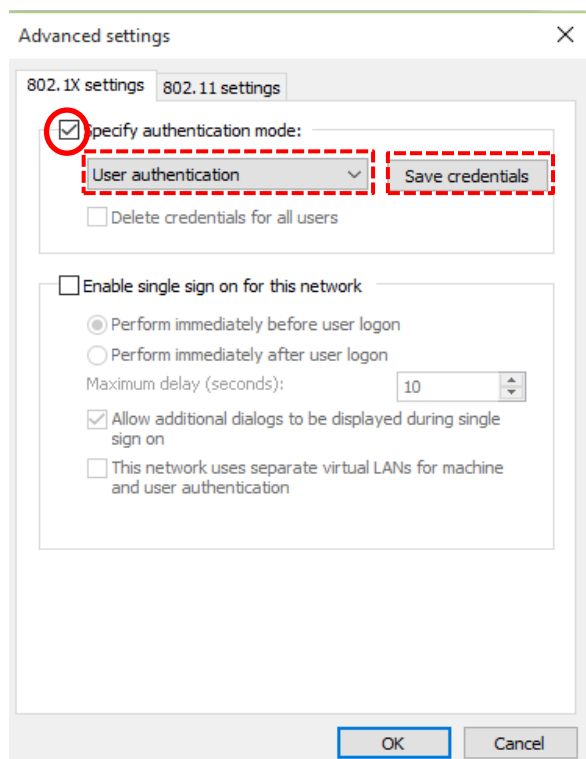 Advanced settings
802.1X settings
802.11 settings
Specify authentication mode:
User authentication
Save credentials
Delete credentials for all users
Enable single sign on for this network
Perform immediately before user logon
Perform immediately after user logon
Maximum delay (seconds):
10
Allow additional dialogs to be displayed during single
sign on
This network uses separate virtual LANs for machine
and user authentication
OK
Cancel